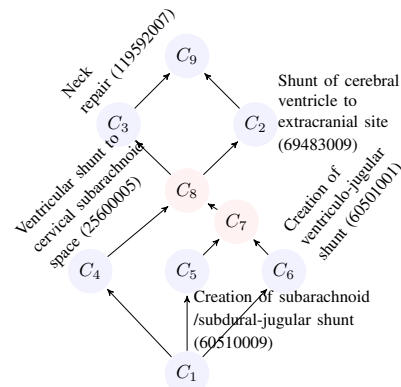 C9
Neck
repair (119592007)
C3
C2
Shunt of cerebral
ventricle to
extracranial site
(69483009)
Ventricular shunt to
cervical subarachnoid
space (25600005)
C8
C7
Creation of
ventriculo-jugular
shunt (60501001)
C4
C5
C6
Creation of subarachnoid
/subdural-jugular shunt
(60510009)
C1